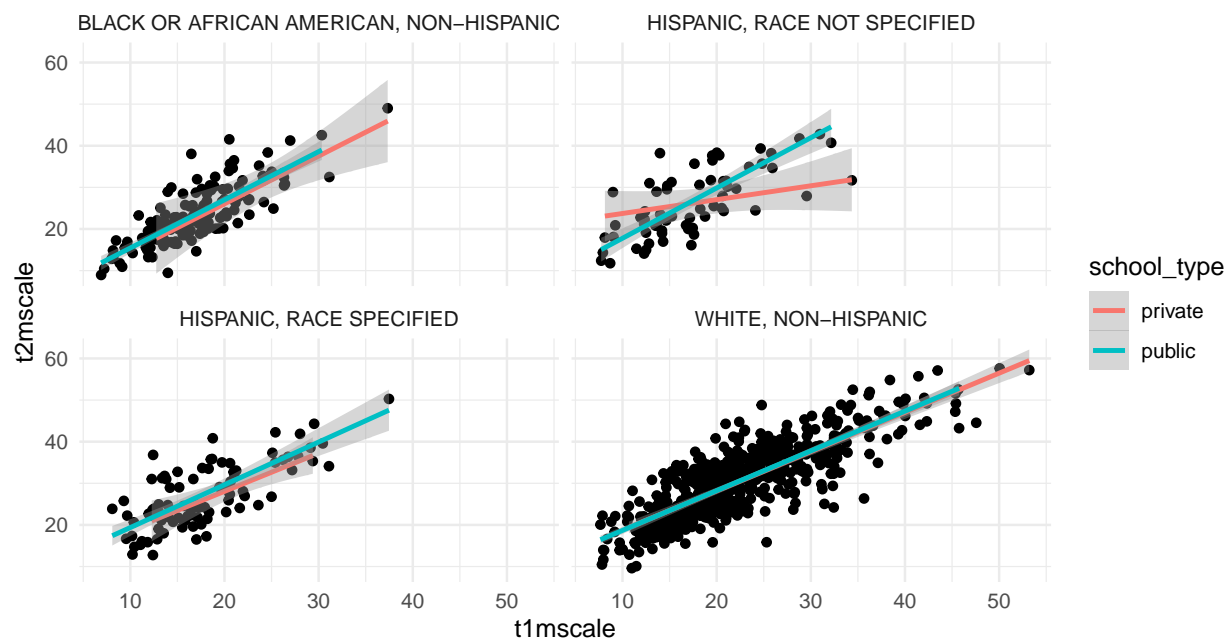 BLACK OR AFRICAN AMERICAN, NON−HISPANIC
HISPANIC, RACE NOT SPECIFIED
60
40
20
HISPANIC, RACE SPECIFIED
WHITE, NON−HISPANIC
60
40
20
10 20 30 40 50
10 20 30 40 50
t1mscale
t2mscale
school_type
private
public